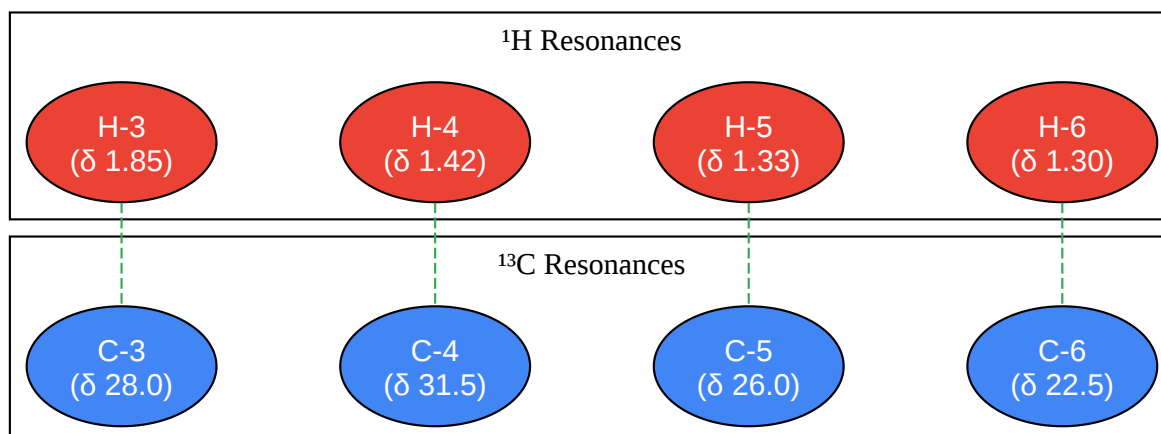 ¹H Resonances
H-3
(δ 1.85)
H-4
(δ 1.42)
H-5
(δ 1.33)
H-6
(δ 1.30)
¹³C Resonances
C-3
(δ 28.0)
C-4
(δ 31.5)
C-5
(δ 26.0)
C-6
(δ 22.5)